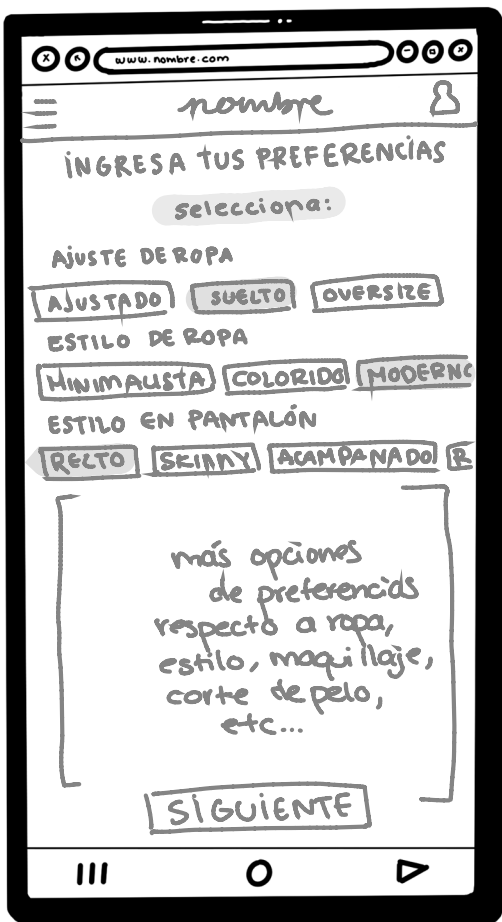 www.nombre.com
nombre
INGRESA TUS PREFERENCIAS
selecciona:
AJUSTE DE ROPA
AJUSTADO SUELTO OVERSIZE
ESTILO DE ROPA
MINIMALISTA COLORIDO MODERNO
ESTILO EN PANTALÓN
RECTO SKINNY ACAMPANADO R
más opciones
de preferencias
respecto a ropa,
estilo, maquillaje,
corte de pelo,
etc...
SIGUIENTE